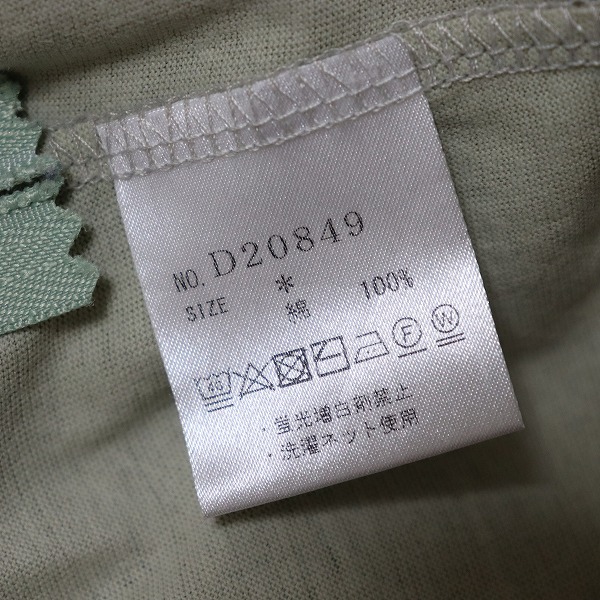 NO. D20849
SIZE *
綿 100%
F W
・蛍光増白剤禁止
・洗濯ネット使用